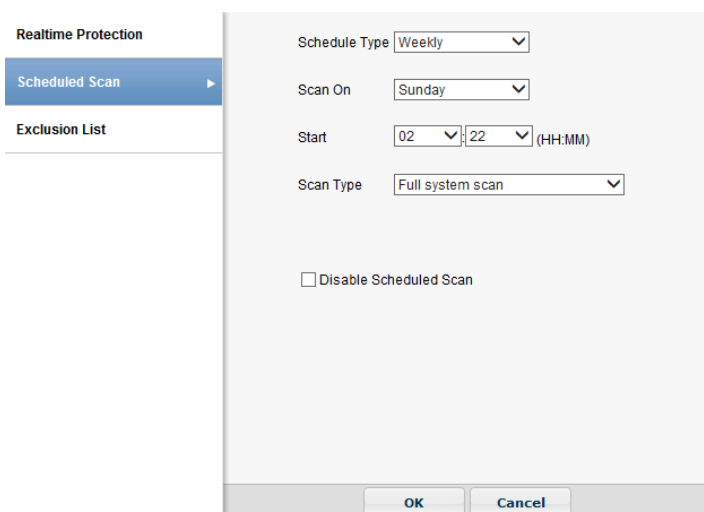 Realtime Protection
Scheduled Scan
Exclusion List
Schedule Type Weekly
Scan On Sunday
Start 02 : 22 (HH:MM)
Scan Type Full system scan
Disable Scheduled Scan
OK Cancel